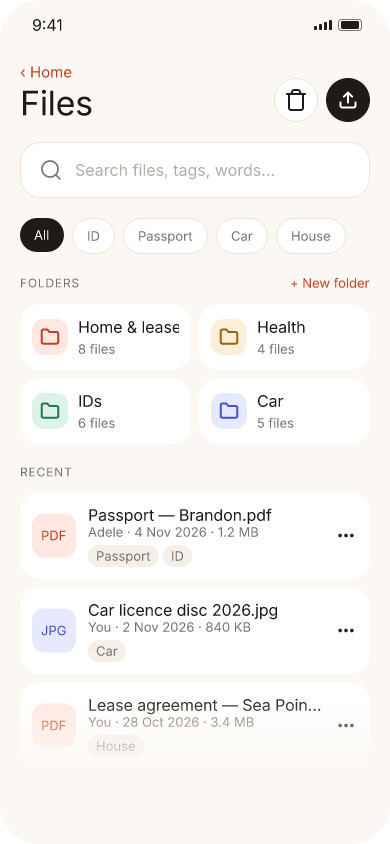 9:41
‹ Home
Files
Search files, tags, words...
All
ID
Passport
Car
House
FOLDERS
+ New folder
Home & lease
8 files
Health
4 files
IDs
6 files
Car
5 files
RECENT
PDF
Passport — Brandon.pdf
Adele · 4 Nov 2026 · 1.2 MB
Passport
ID
JPG
Car licence disc 2026.jpg
You · 2 Nov 2026 · 840 KB
Car
PDF
Lease agreement — Sea Poin...
You · 28 Oct 2026 · 3.4 MB
House